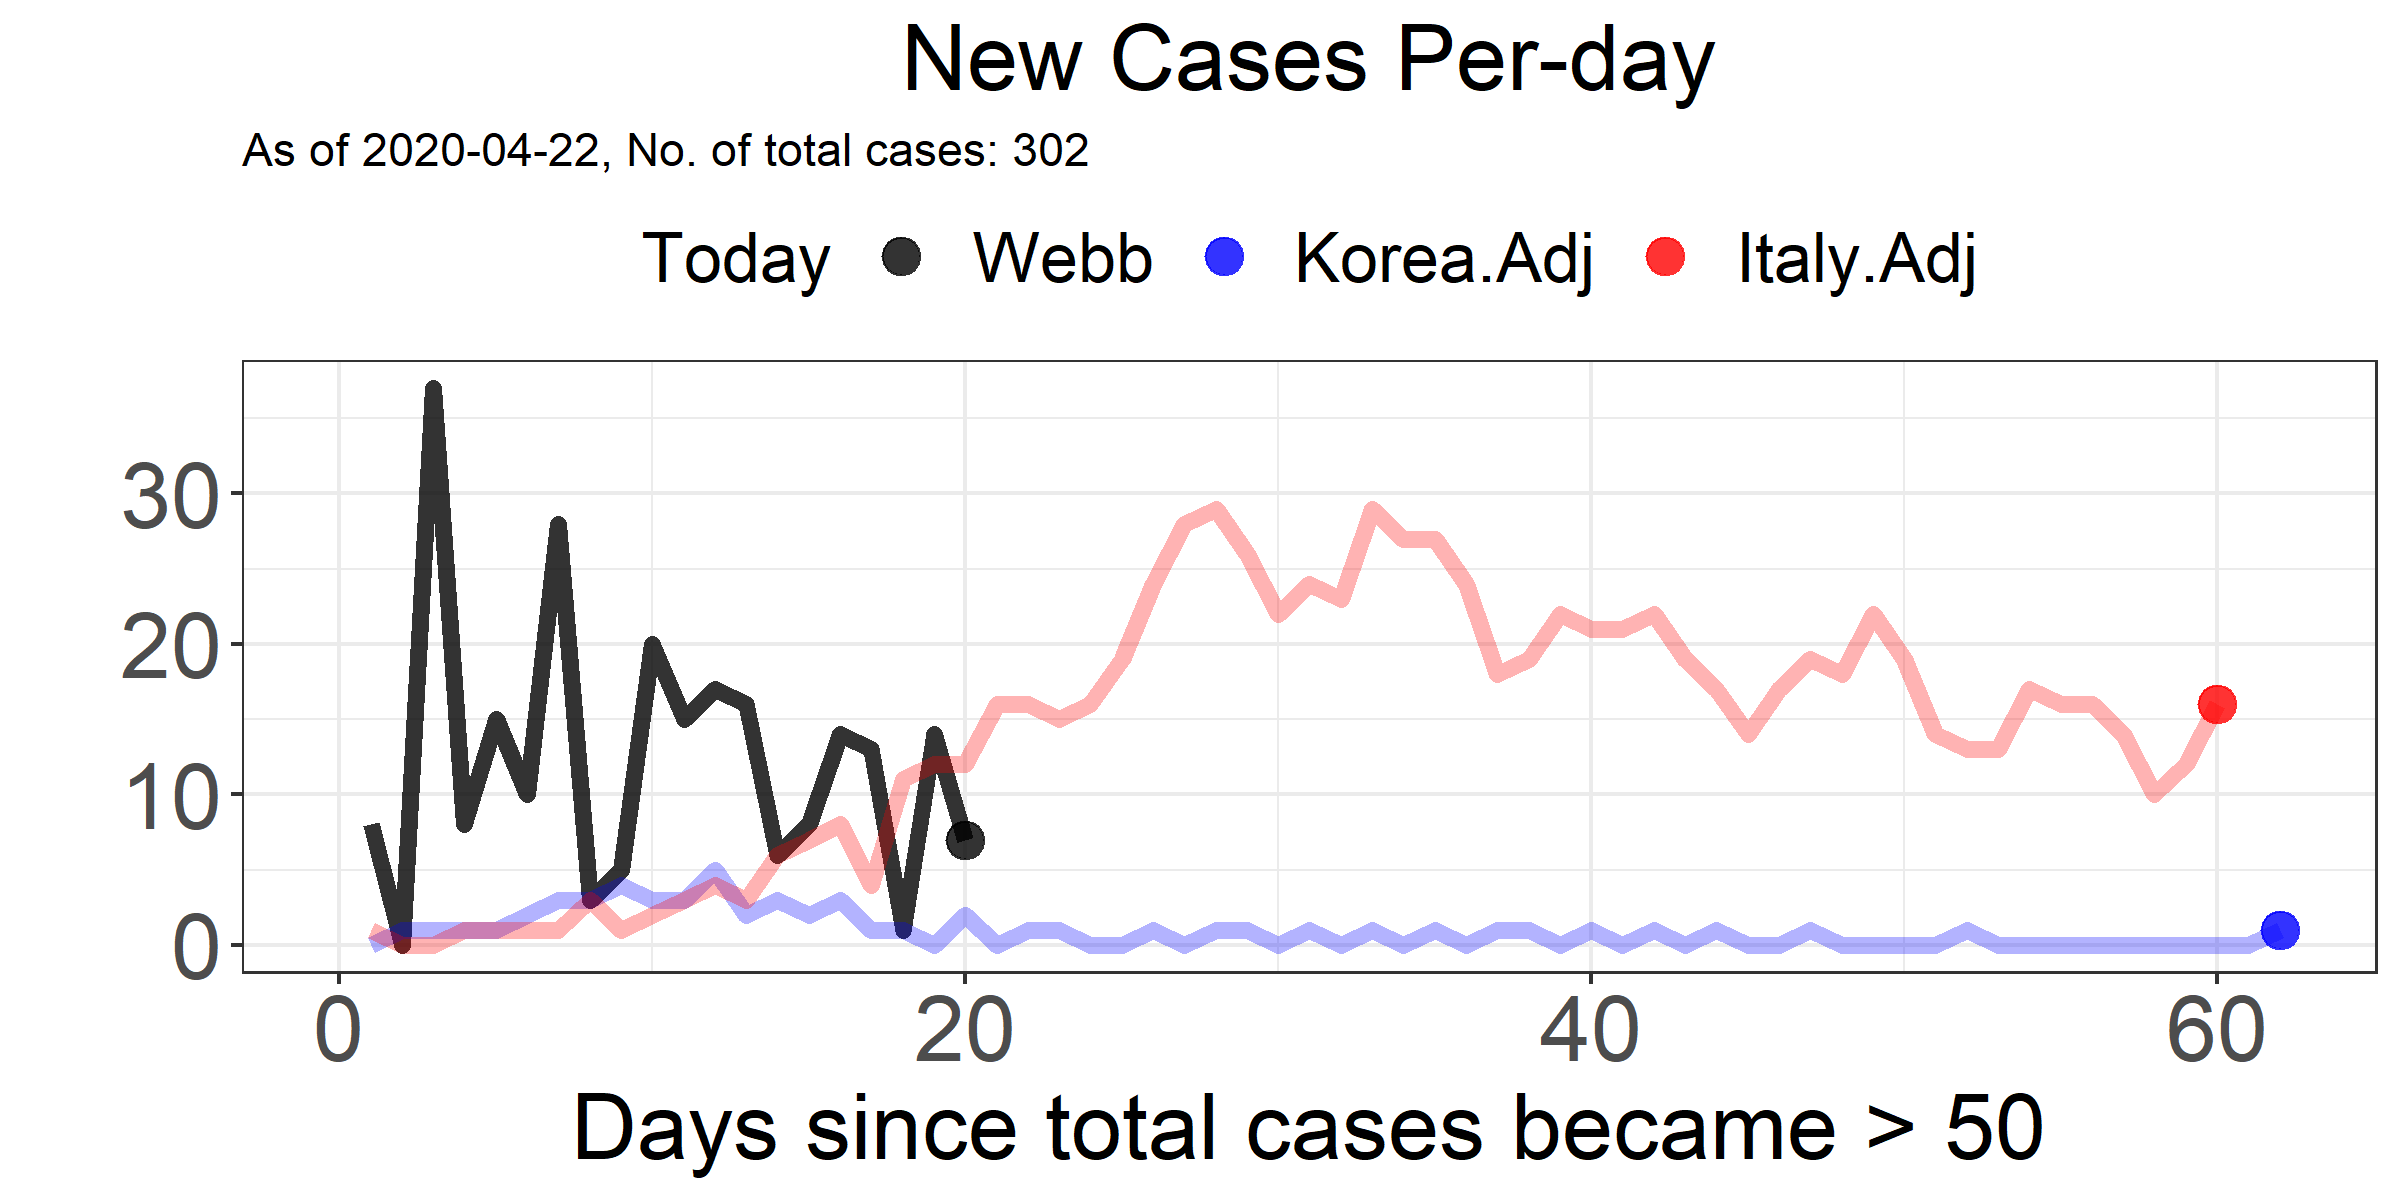 New Cases Per-day
As of 2020-04-22, No. of total cases: 302
Today Webb Korea.Adj Italy.Adj
30
20
10
0
0 20 40 60
Days since total cases became > 50